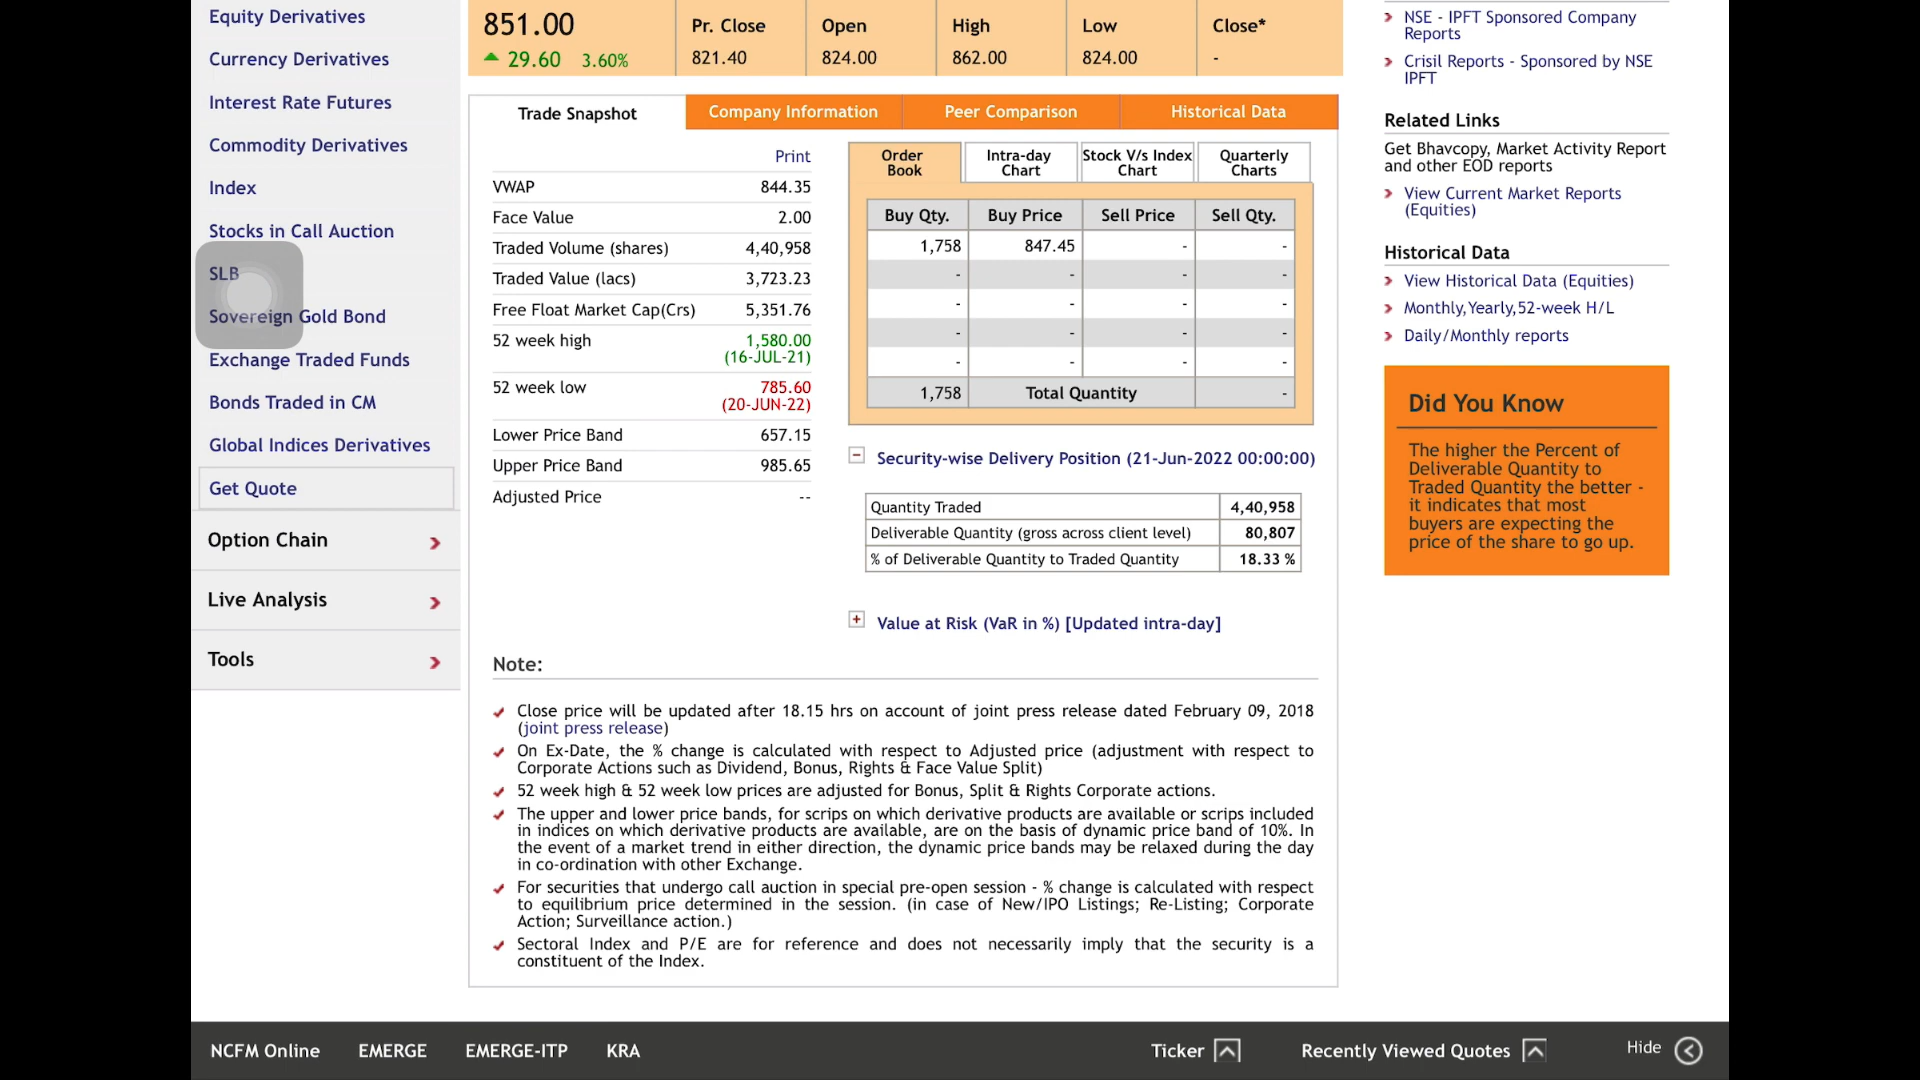 Equity Derivatives
Currency Derivatives
Interest Rate Futures
Commodity Derivatives
Index
Stocks in Call Auction
SLB
Sovereign Gold Bond
Exchange Traded Funds
Bonds Traded in CM
Global Indices Derivatives
Get Quote
Option Chain
Live Analysis
Tools
851.00
29.60 3.60%
Pr. Close Open High Low Close*
821.40 824.00 862.00 824.00 -
Trade Snapshot Company Information Peer Comparison Historical Data
Print
VWAP 844.35
Face Value 2.00
Traded Volume (shares) 4,40,958
Traded Value (lacs) 3,723.23
Free Float Market Cap(Crs) 5,351.76
52 week high 1,580.00
(16-JUL-21)
52 week low 785.60
(20-JUN-22)
Lower Price Band 657.15
Upper Price Band 985.65
Adjusted Price --
Order Book
Intra-day Chart
Stock V/s Index Chart
Quarterly Charts
Buy Qty. Buy Price Sell Price Sell Qty.
1,758 847.45 - -
- - - -
- - - -
- - - -
- - - -
1,758 Total Quantity -
Security-wise Delivery Position (21-Jun-2022 00:00:00)
Quantity Traded 4,40,958
Deliverable Quantity (gross across client level) 80,807
% of Deliverable Quantity to Traded Quantity 18.33 %
Value at Risk (VaR in %) [Updated intra-day]
Note:
Close price will be updated after 18.15 hrs on account of joint press release dated February 09, 2018
(joint press release)
On Ex-Date, the % change is calculated with respect to Adjusted price (adjustment with respect to
Corporate Actions such as Dividend, Bonus, Rights & Face Value Split)
52 week high & 52 week low prices are adjusted for Bonus, Split & Rights Corporate actions.
The upper and lower price bands, for scrips on which derivative products are available or scrips included
in indices on which derivative products are available, are on the basis of dynamic price band of 10%. In
the event of a market trend in either direction, the dynamic price bands may be relaxed during the day
in co-ordination with other Exchange.
For securities that undergo call auction in special pre-open session - % change is calculated with respect
to equilibrium price determined in the session. (in case of New/IPO Listings; Re-Listing; Corporate
Action; Surveillance action.)
Sectoral Index and P/E are for reference and does not necessarily imply that the security is a
constituent of the Index.
NSE - IPFT Sponsored Company
Reports
Crisil Reports - Sponsored by NSE
IPFT
Related Links
Get Bhavcopy, Market Activity Report
and other EOD reports
View Current Market Reports
(Equities)
Historical Data
View Historical Data (Equities)
Monthly,Yearly,52-week H/L
Daily/Monthly reports
Did You Know
The higher the Percent of
Deliverable Quantity to
Traded Quantity the better -
it indicates that most
buyers are expecting the
price of the share to go up.
NCFM Online EMERGE EMERGE-ITP KRA Ticker Recently Viewed Quotes Hide